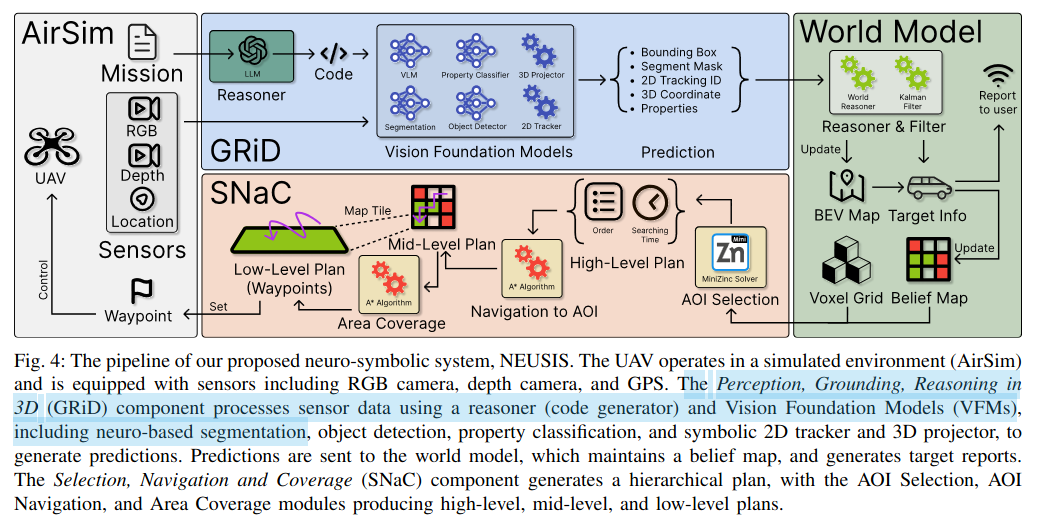 AirSim
Mission
RGB
Depth
Location
Sensors
UAV
Control
Waypoint
Set
LLM
Reasoner
</>
Code
VLM
Property Classifier
3D Projector
Segmentation
Object Detector
2D Tracker
Vision Foundation Models
• Bounding Box
• Segment Mask
• 2D Tracking ID
• 3D Coordinate
• Properties
Prediction
GRiD
SNaC
Map Tile
Low-Level Plan
(Waypoints)
Mid-Level Plan
A* Algorithm
Area Coverage
A* Algorithm
Navigation to AOI
Order
Searching
Time
High-Level Plan
Mini
Zn
MiniZinc Solver
AOI Selection
World Model
World
Reasoner
Kalman
Filter
Reasoner & Filter
Report
to user
Update
BEV Map
Target Info
Update
Voxel Grid
Belief Map
Fig. 4: The pipeline of our proposed neuro-symbolic system, NEUSIS. The UAV operates in a simulated environment (AirSim)
and is equipped with sensors including RGB camera, depth camera, and GPS. The Perception, Grounding, Reasoning in
3D (GRiD) component processes sensor data using a reasoner (code generator) and Vision Foundation Models (VFMs),
including neuro-based segmentation, object detection, property classification, and symbolic 2D tracker and 3D projector, to
generate predictions. Predictions are sent to the world model, which maintains a belief map, and generates target reports.
The Selection, Navigation and Coverage (SNaC) component generates a hierarchical plan, with the AOI Selection, AOI
Navigation, and Area Coverage modules producing high-level, mid-level, and low-level plans.